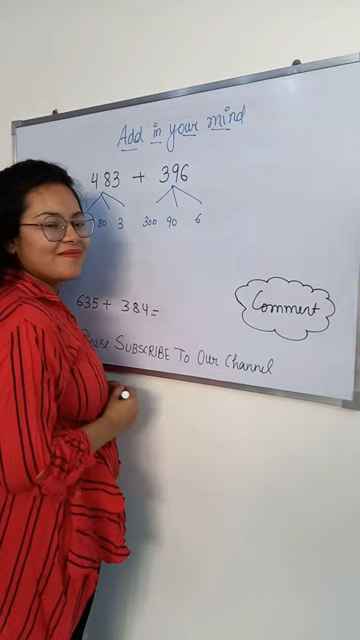 Add in your mind
483 + 396
80 3 300 90 6
635 + 384 =
Comment
SUBSCRIBE To Our Channel